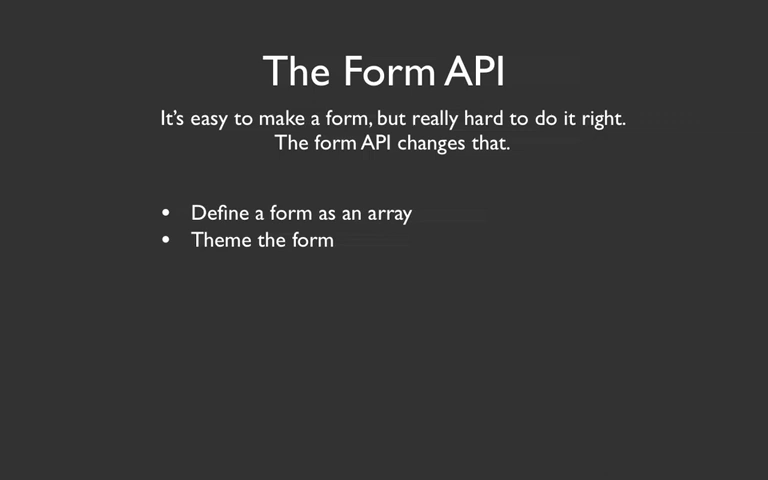 The Form API
It's easy to make a form, but really hard to do it right.
The form API changes that.
• Define a form as an array
• Theme the form